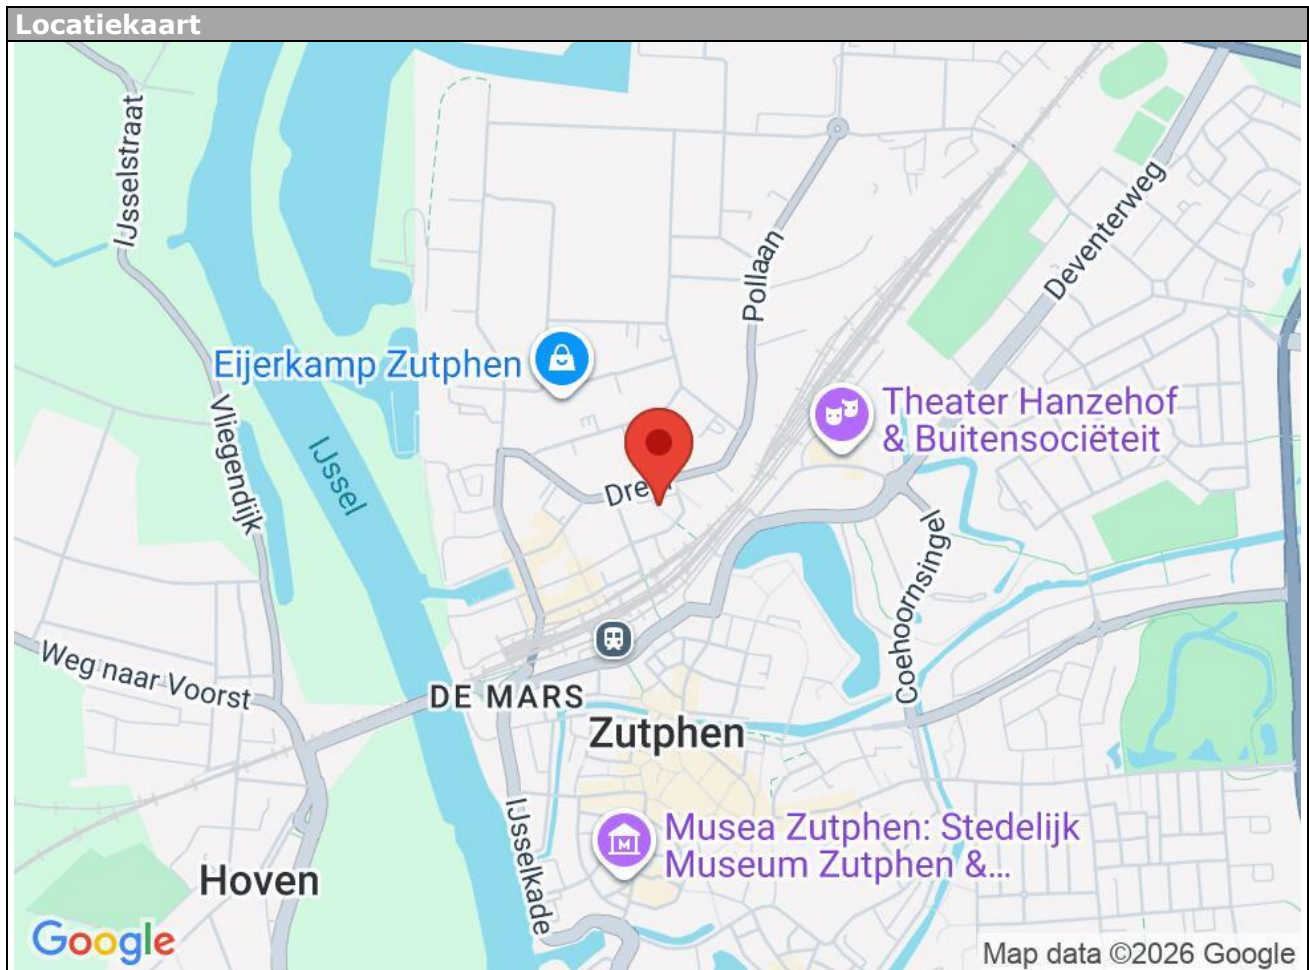 Locatiekaart
IJsselstraat
Deventerweg
Pollaan
Eijerkamp Zutphen
Theater Hanzehof
& Buitensociëteit
Vliegendijk
IJssel
Coehoornsingel
Weg naar Voorst
DE MARS
Zutphen
IJsselkade
Musea Zutphen: Stedelijk
Museum Zutphen &...
Hoven
Google
Map data ©2026 Google